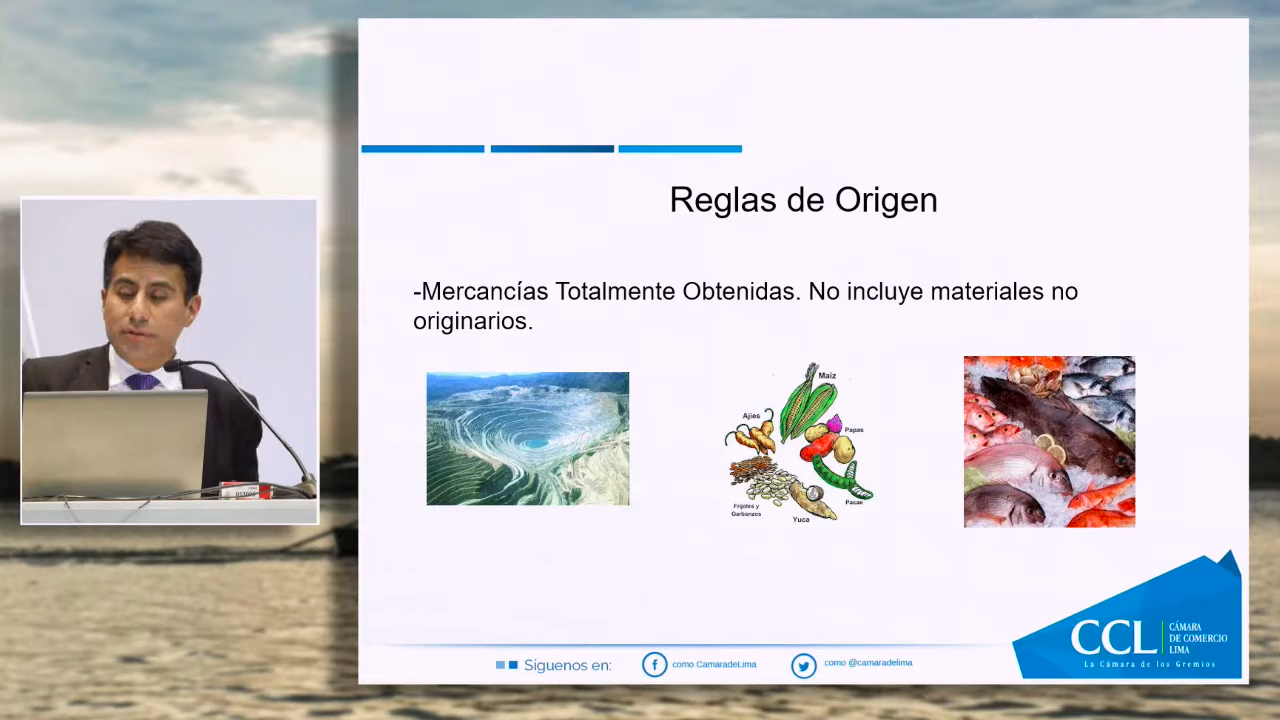 Reglas de Origen
-Mercancías Totalmente Obtenidas. No incluye materiales no
originarios.
Maíz
Ajíes
Papas
Pacae
Frijoles y
Garbanzos
Yuca
CCL
CÁMARA
DE COMERCIO
LIMA
La Cámara de los Gremios
Síguenos en:
como CamaradeLima
como @camaradelima